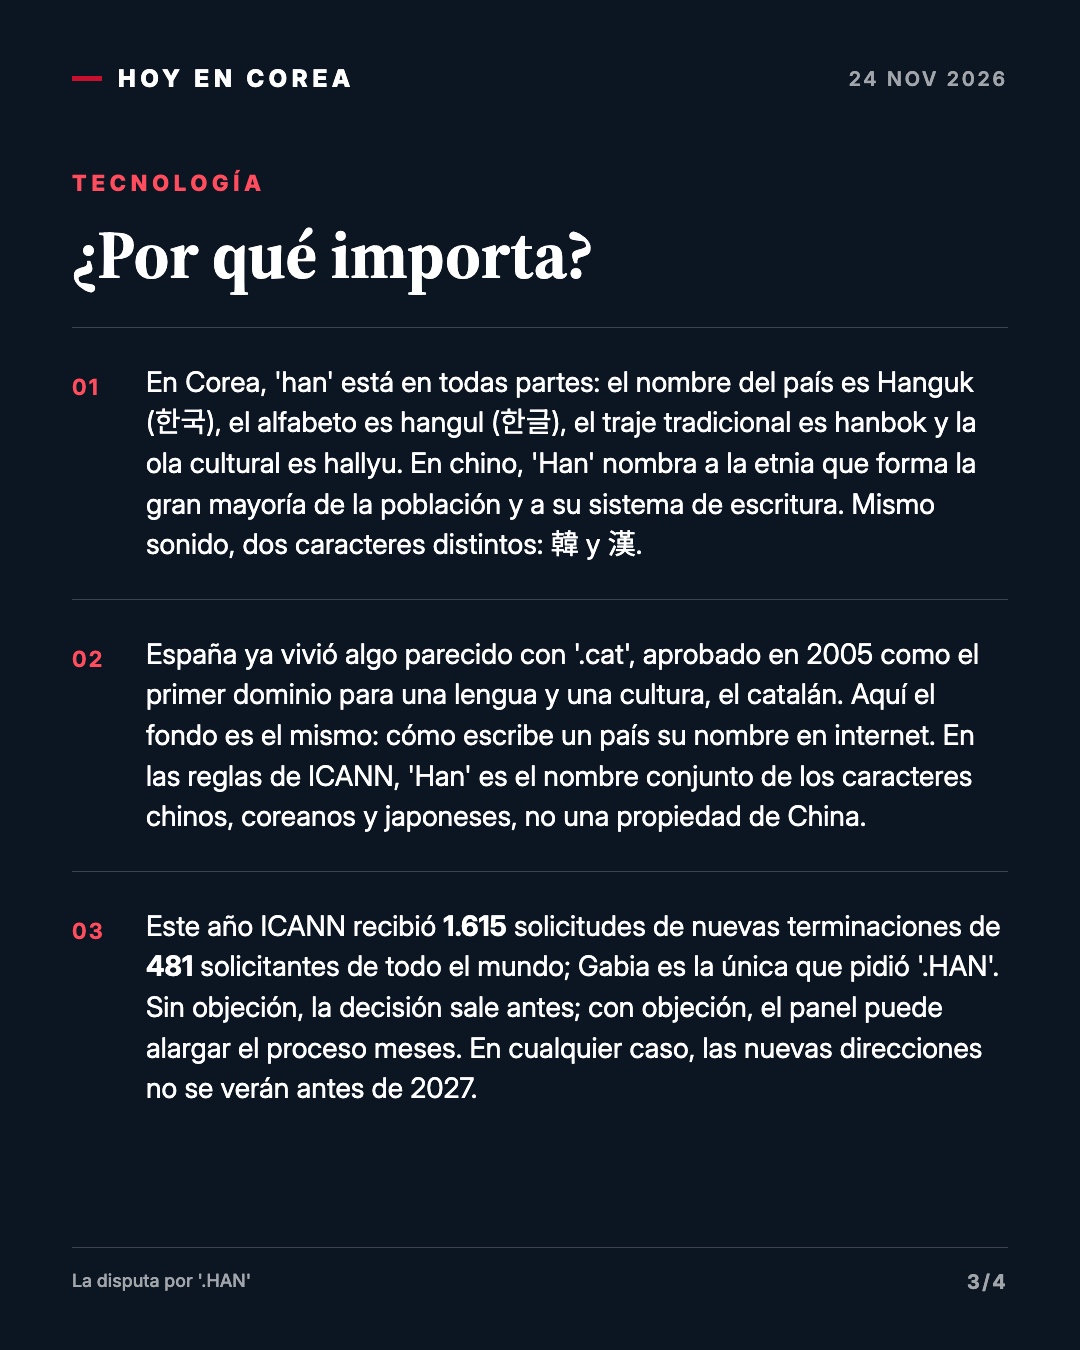 HOY EN COREA
24 NOV 2026
TECNOLOGÍA
¿Por qué importa?
01
En Corea, 'han' está en todas partes: el nombre del país es Hanguk
(한국), el alfabeto es hangul (한글), el traje tradicional es hanbok y la
ola cultural es hallyu. En chino, 'Han' nombra a la etnia que forma la
gran mayoría de la población y a su sistema de escritura. Mismo
sonido, dos caracteres distintos: 韓 y 漢.
02
España ya vivió algo parecido con '.cat', aprobado en 2005 como el
primer dominio para una lengua y una cultura, el catalán. Aquí el
fondo es el mismo: cómo escribe un país su nombre en internet. En
las reglas de ICANN, 'Han' es el nombre conjunto de los caracteres
chinos, coreanos y japoneses, no una propiedad de China.
03
Este año ICANN recibió 1.615 solicitudes de nuevas terminaciones de
481 solicitantes de todo el mundo; Gabia es la única que pidió '.HAN'.
Sin objeción, la decisión sale antes; con objeción, el panel puede
alargar el proceso meses. En cualquier caso, las nuevas direcciones
no se verán antes de 2027.
La disputa por '.HAN'
3/4